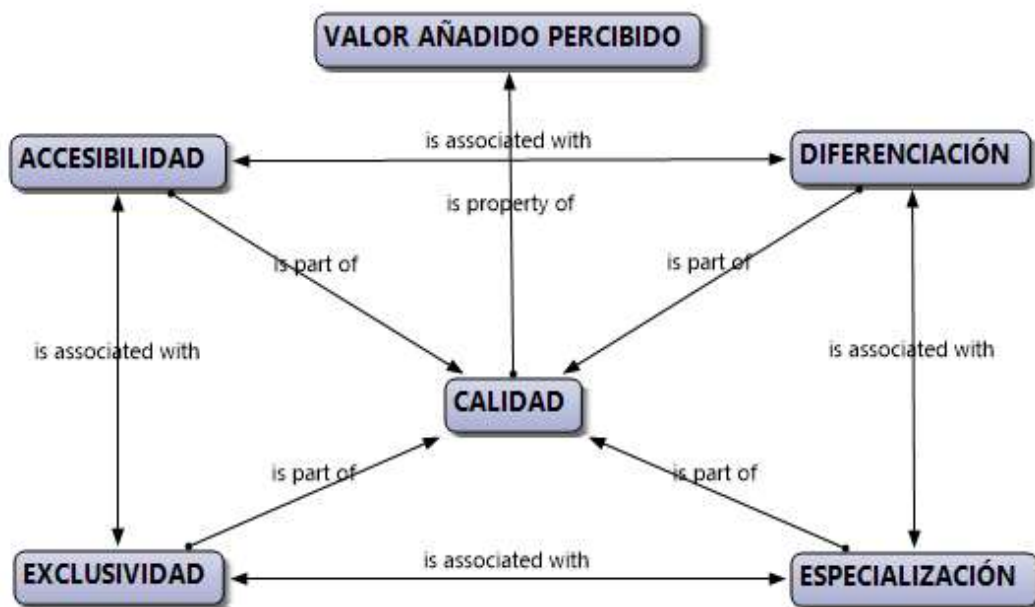 VALOR AÑADIDO PERCIBIDO
is associated with
ACCESIBILIDAD
DIFERENCIACIÓN
is property of
is part of
is part of
is associated with
is associated with
CALIDAD
is part of
is part of
is associated with
EXCLUSIVIDAD
ESPECIALIZACIÓN